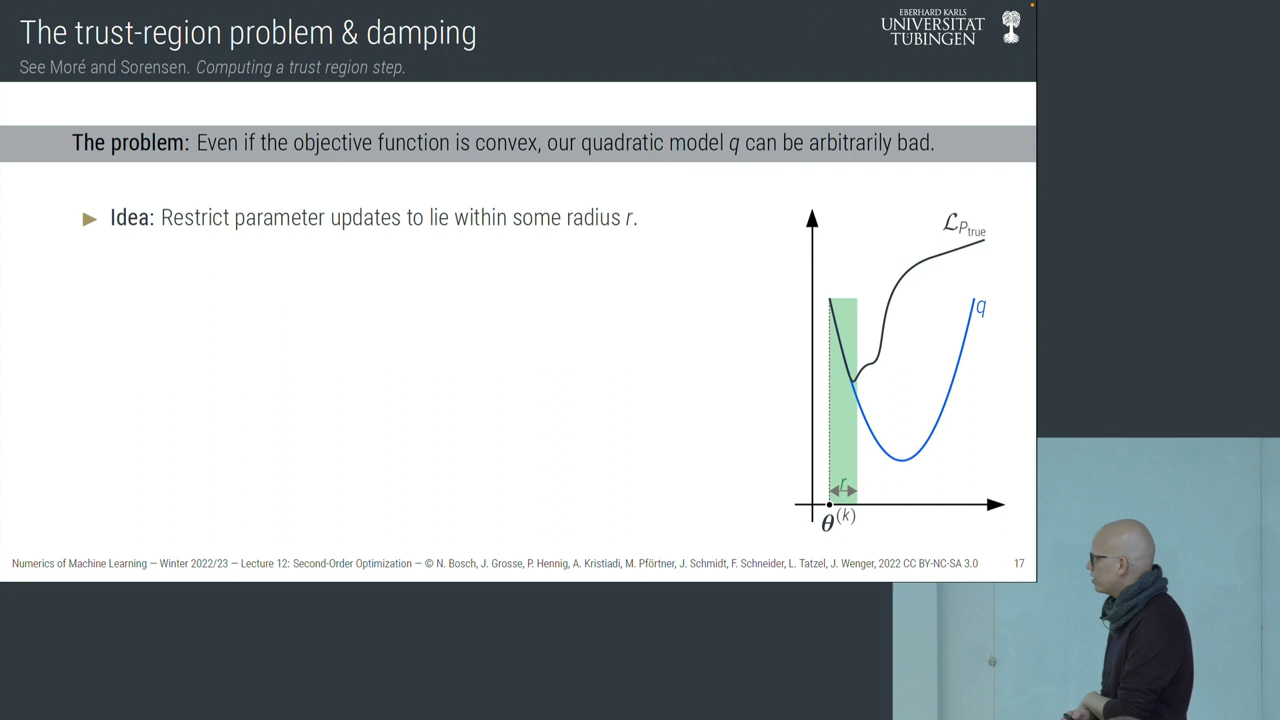 The trust-region problem & damping
See Moré and Sorensen. Computing a trust region step.
EBERHARD KARLS
UNIVERSITÄT
TÜBINGEN
The problem: Even if the objective function is convex, our quadratic model q can be arbitrarily bad.
► Idea: Restrict parameter updates to lie within some radius r.
ℒ_{P_{true}}
q
r
θ^{(k)}
Numerics of Machine Learning — Winter 2022/23 — Lecture 12: Second-Order Optimization — © N. Bosch, J. Grosse, P. Hennig, A. Kristiadi, M. Pförtner, J. Schmidt, F. Schneider, L. Tatzel, J. Wenger, 2022 CC BY-NC-SA 3.0
17